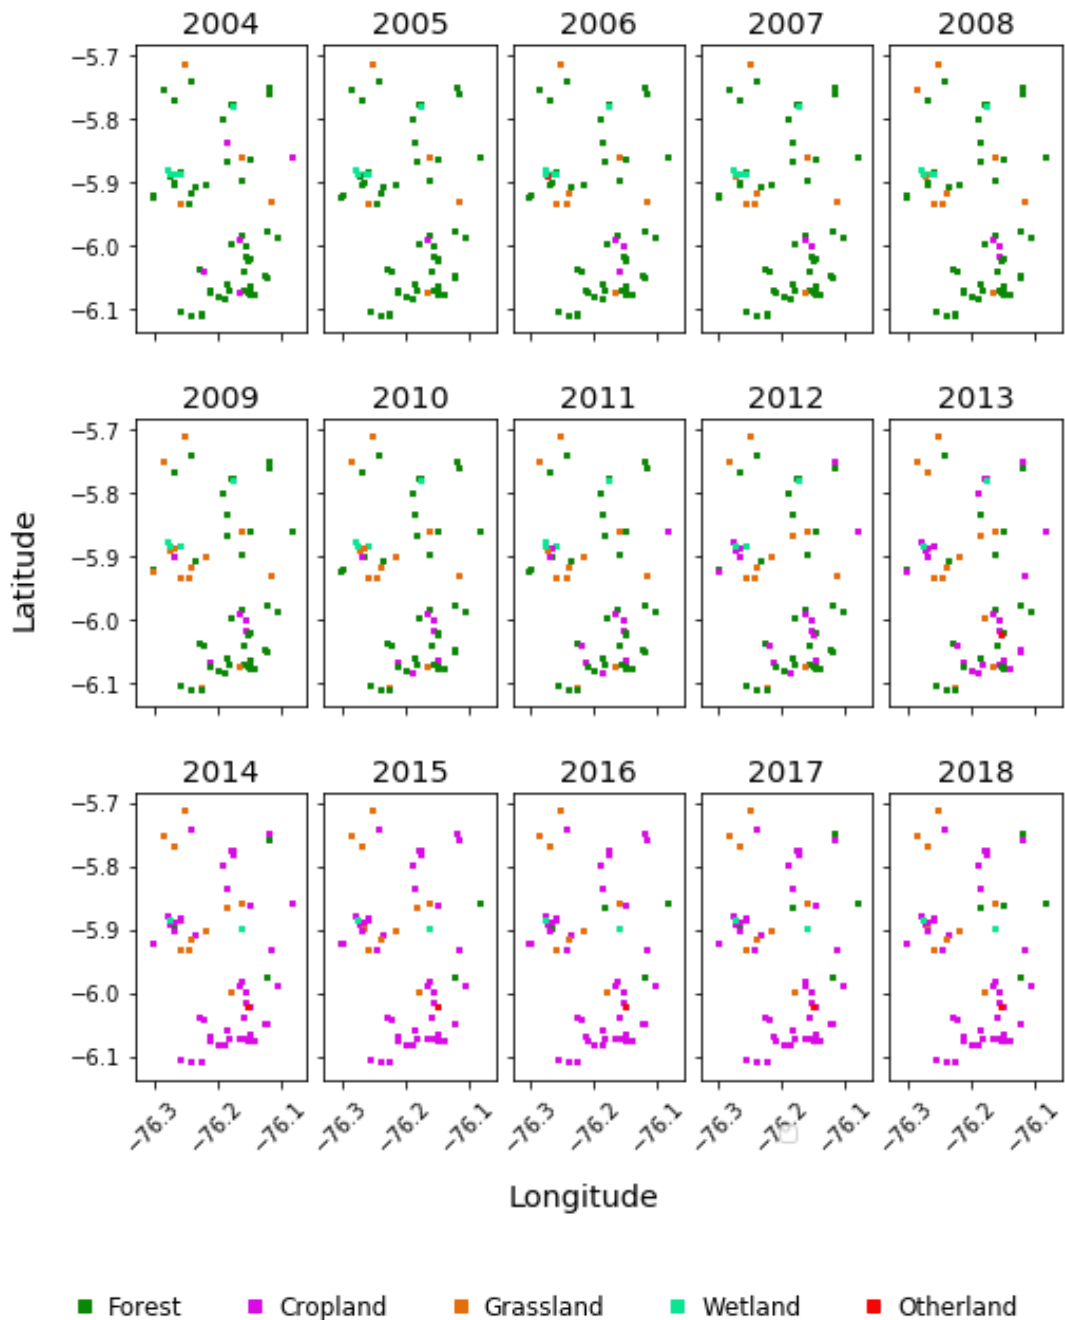 2004 2005 2006 2007 2008
−5.7
−5.8
−5.9
−6.0
−6.1
2009 2010 2011 2012 2013
−5.7
−5.8
−5.9
−6.0
−6.1
Latitude
2014 2015 2016 2017 2018
−5.7
−5.8
−5.9
−6.0
−6.1
−76.3 −76.2 −76.1 −76.3 −76.2 −76.1 −76.3 −76.2 −76.1 −76.3 −76.2 −76.1 −76.3 −76.2 −76.1
Longitude
Forest Cropland Grassland Wetland Otherland